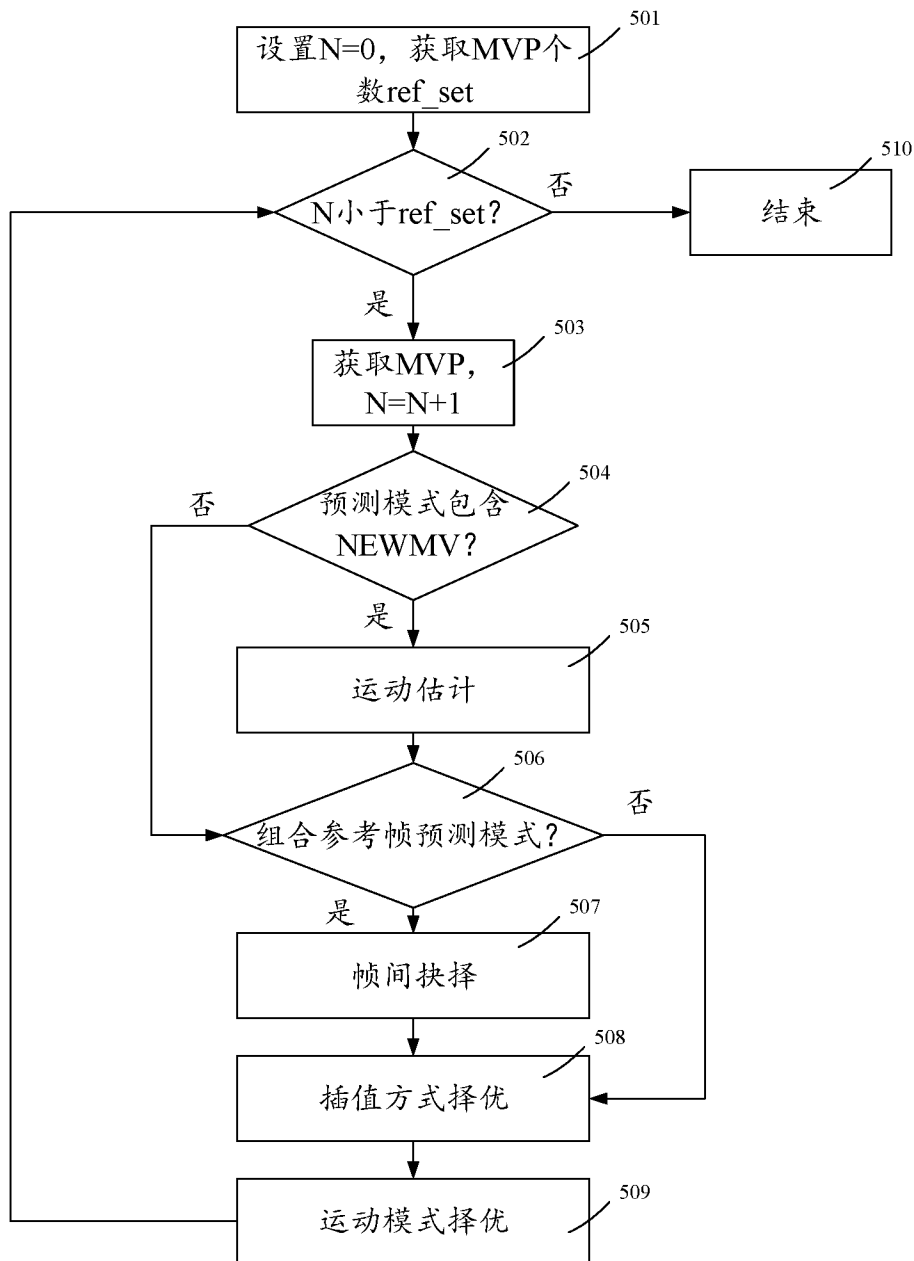 501
设置N=0，获取MVP个
数ref_set
502
N小于ref_set?
否
510
结束
是
503
获取MVP，
N=N+1
504
预测模式包含
NEWMV?
否
是
505
运动估计
506
组合参考帧预测模式?
否
是
507
帧间抉择
508
插值方式择优
509
运动模式择优